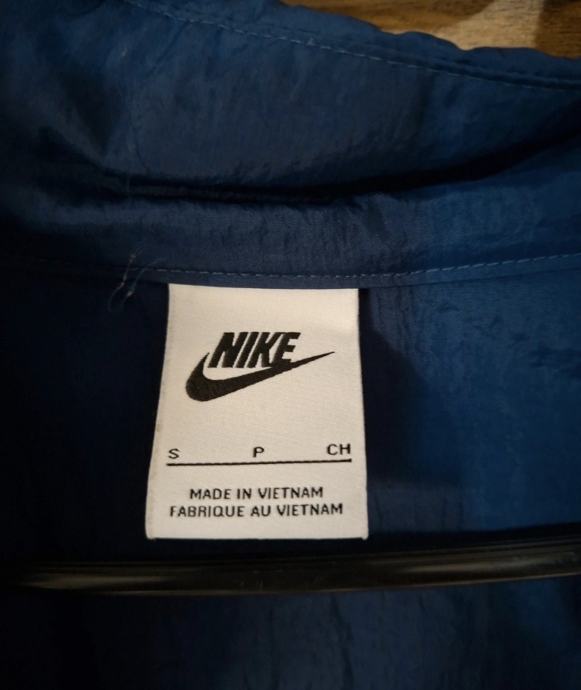 NIKE
S P CH
MADE IN VIETNAM
FABRIQUE AU VIETNAM